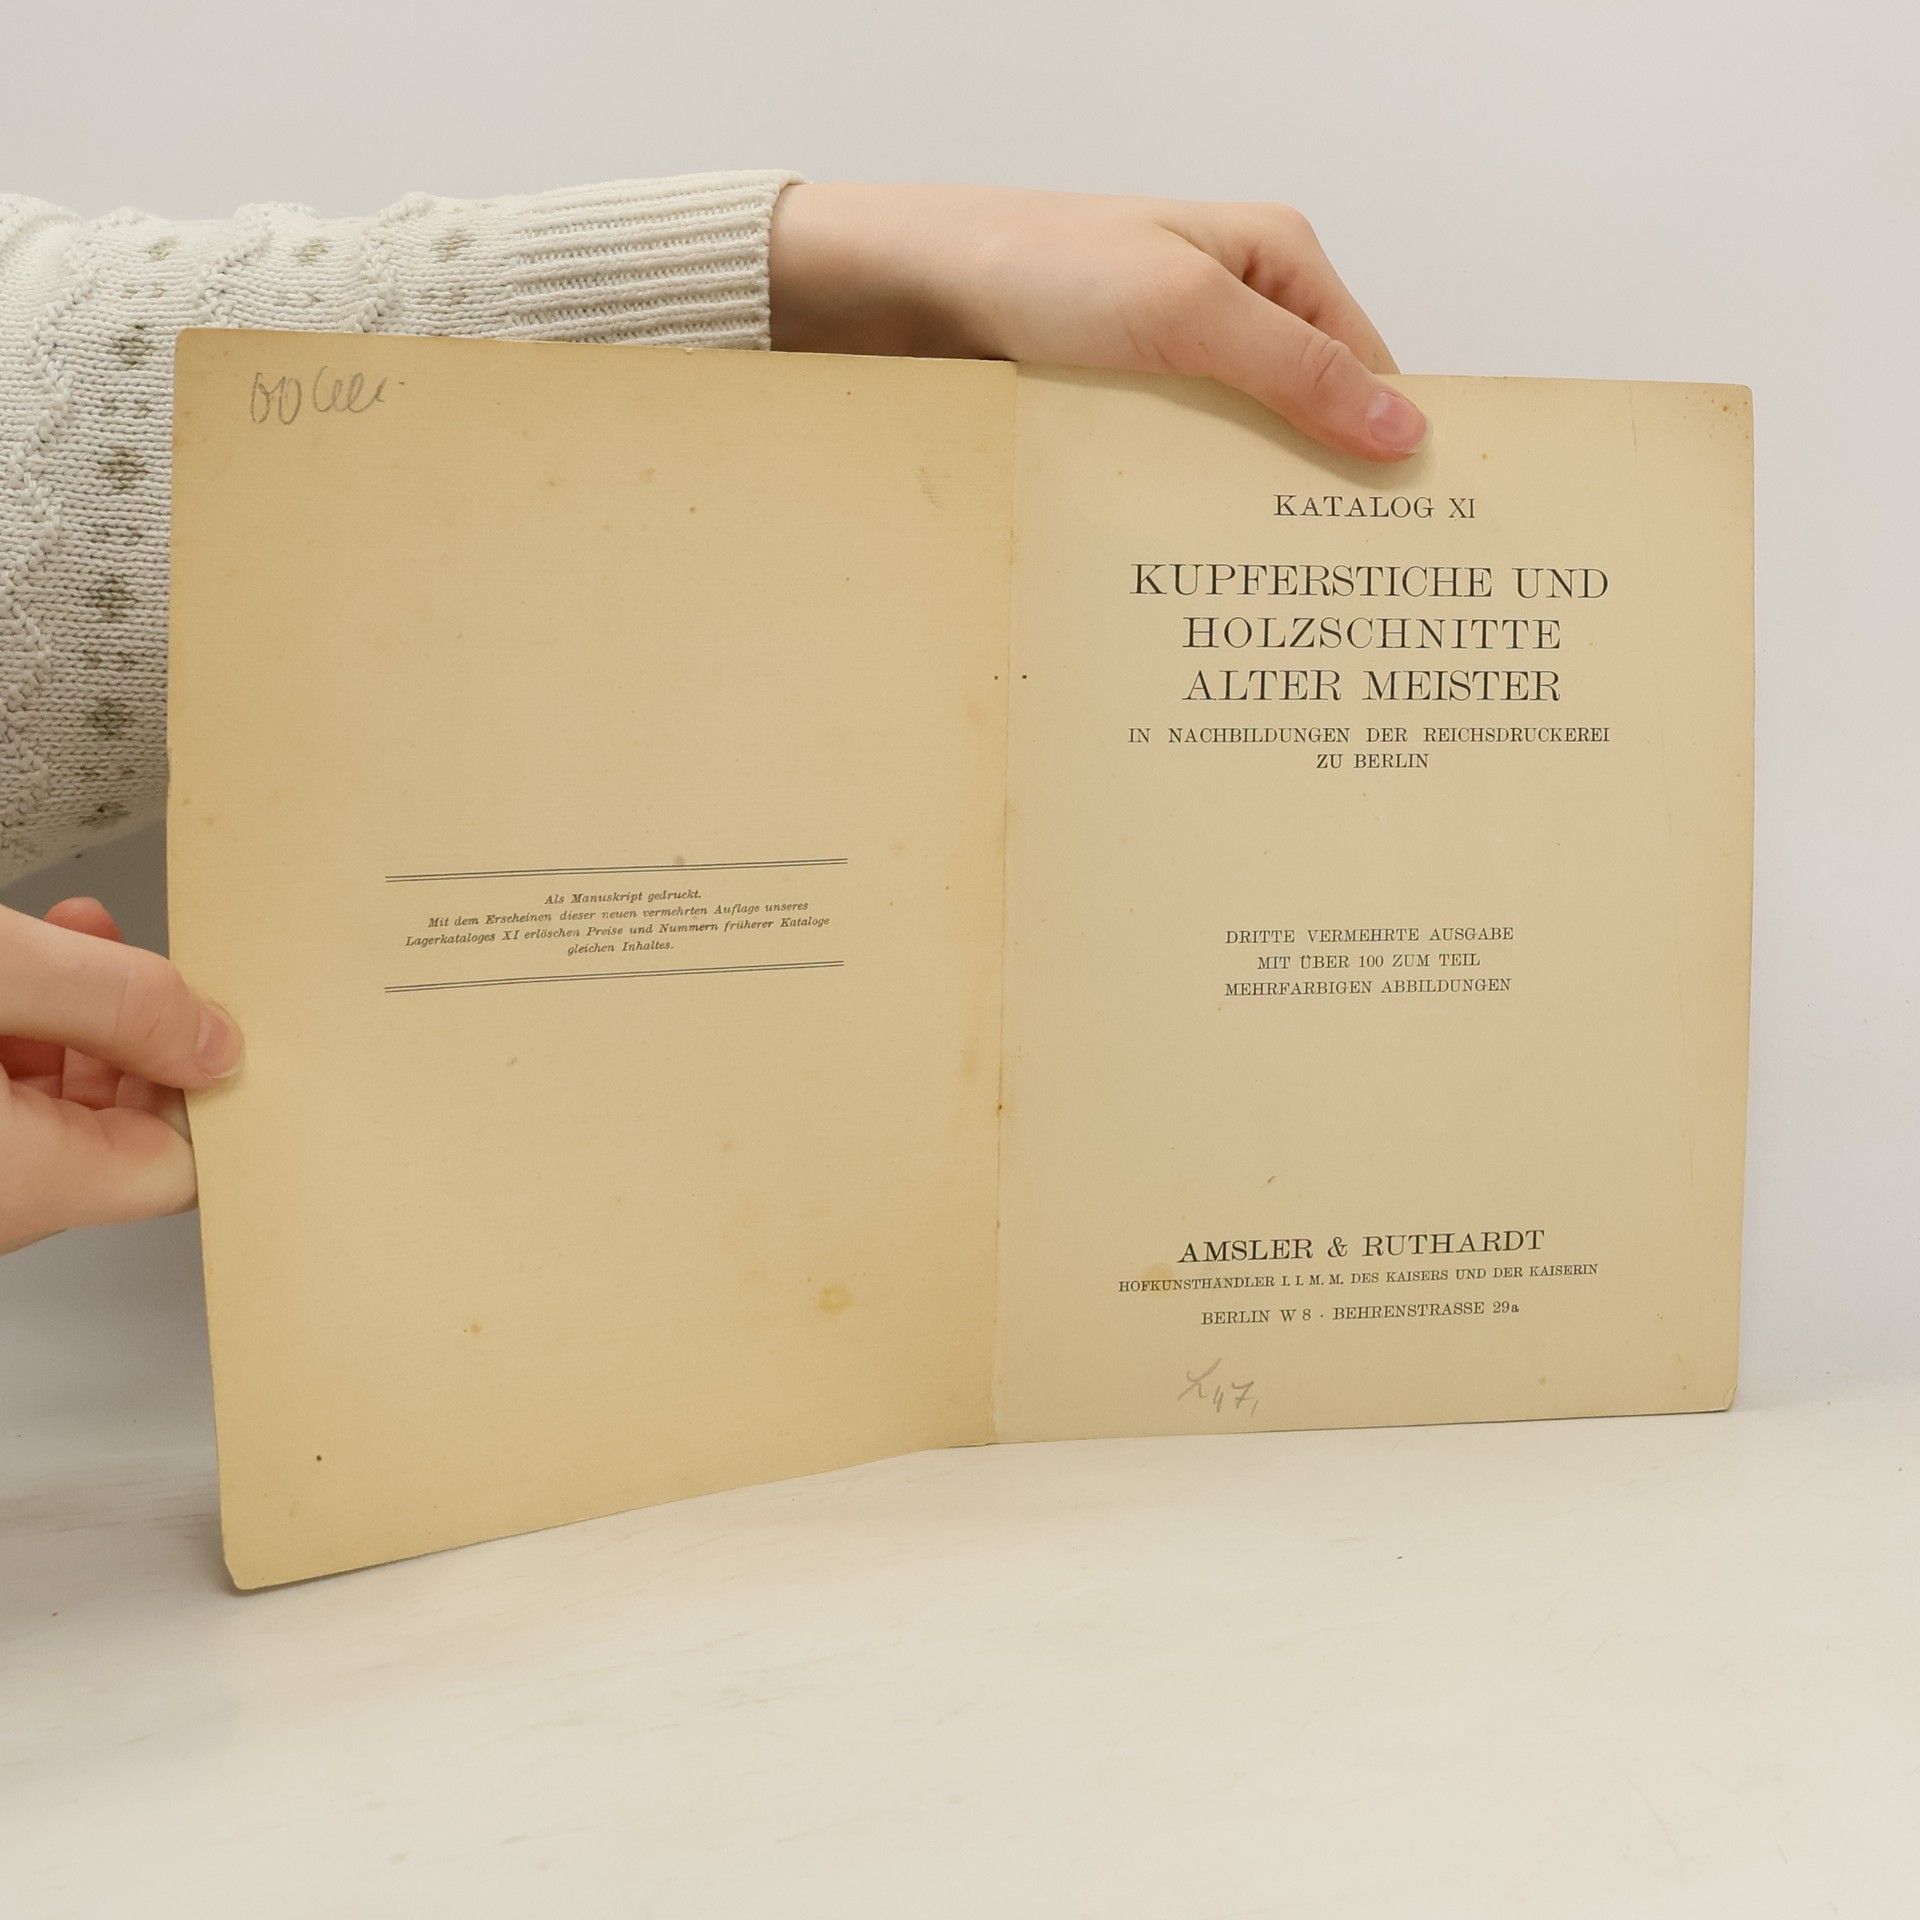 Als Manuskript gedruckt.
Mit dem Erscheinen dieser neuen vermehrten Auflage unseres
Lagerkataloges XI erlöschen Preise und Nummern früherer Kataloge
gleichen Inhaltes.
KATALOG XI
KUPFERSTICHE UND
HOLZSCHNITTE
ALTER MEISTER
IN NACHBILDUNGEN DER REICHSDRUCKEREI
ZU BERLIN
DRITTE VERMEHRTE AUSGABE
MIT ÜBER 100 ZUM TEIL
MEHRFARBIGEN ABBILDUNGEN
AMSLER & RUTHARDT
HOFKUNSTHÄNDLER I. I. M. M. DES KAISERS UND DER KAISERIN
BERLIN W 8 · BEHRENSTRASSE 29a